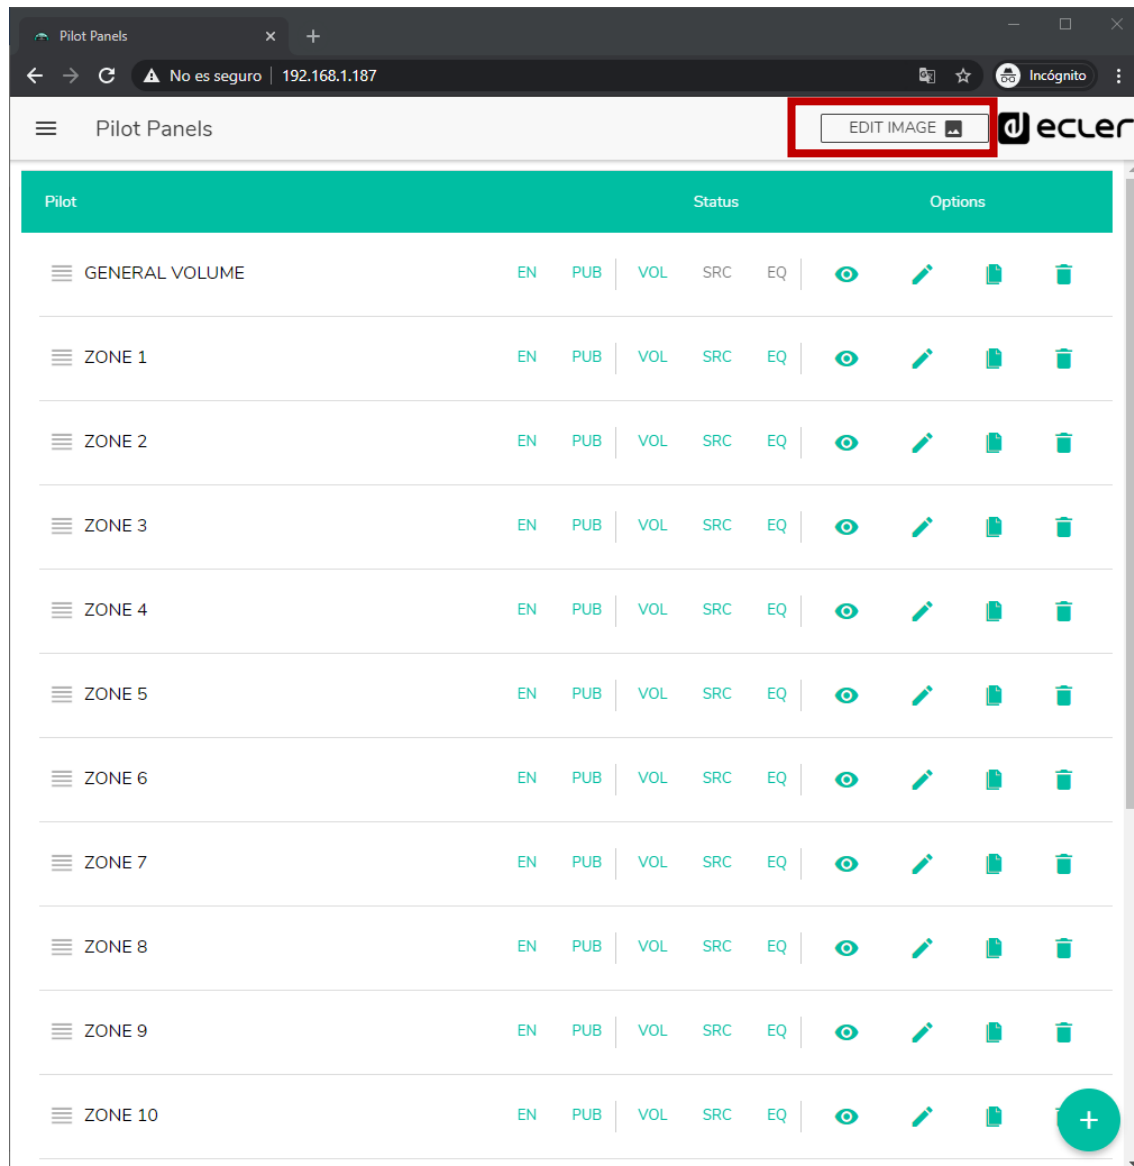 Pilot Panels
No es seguro | 192.168.1.187 Incógnito
Pilot Panels EDIT IMAGE ecler
Pilot Status Options
GENERAL VOLUME EN PUB VOL SRC EQ
ZONE 1 EN PUB VOL SRC EQ
ZONE 2 EN PUB VOL SRC EQ
ZONE 3 EN PUB VOL SRC EQ
ZONE 4 EN PUB VOL SRC EQ
ZONE 5 EN PUB VOL SRC EQ
ZONE 6 EN PUB VOL SRC EQ
ZONE 7 EN PUB VOL SRC EQ
ZONE 8 EN PUB VOL SRC EQ
ZONE 9 EN PUB VOL SRC EQ
ZONE 10 EN PUB VOL SRC EQ